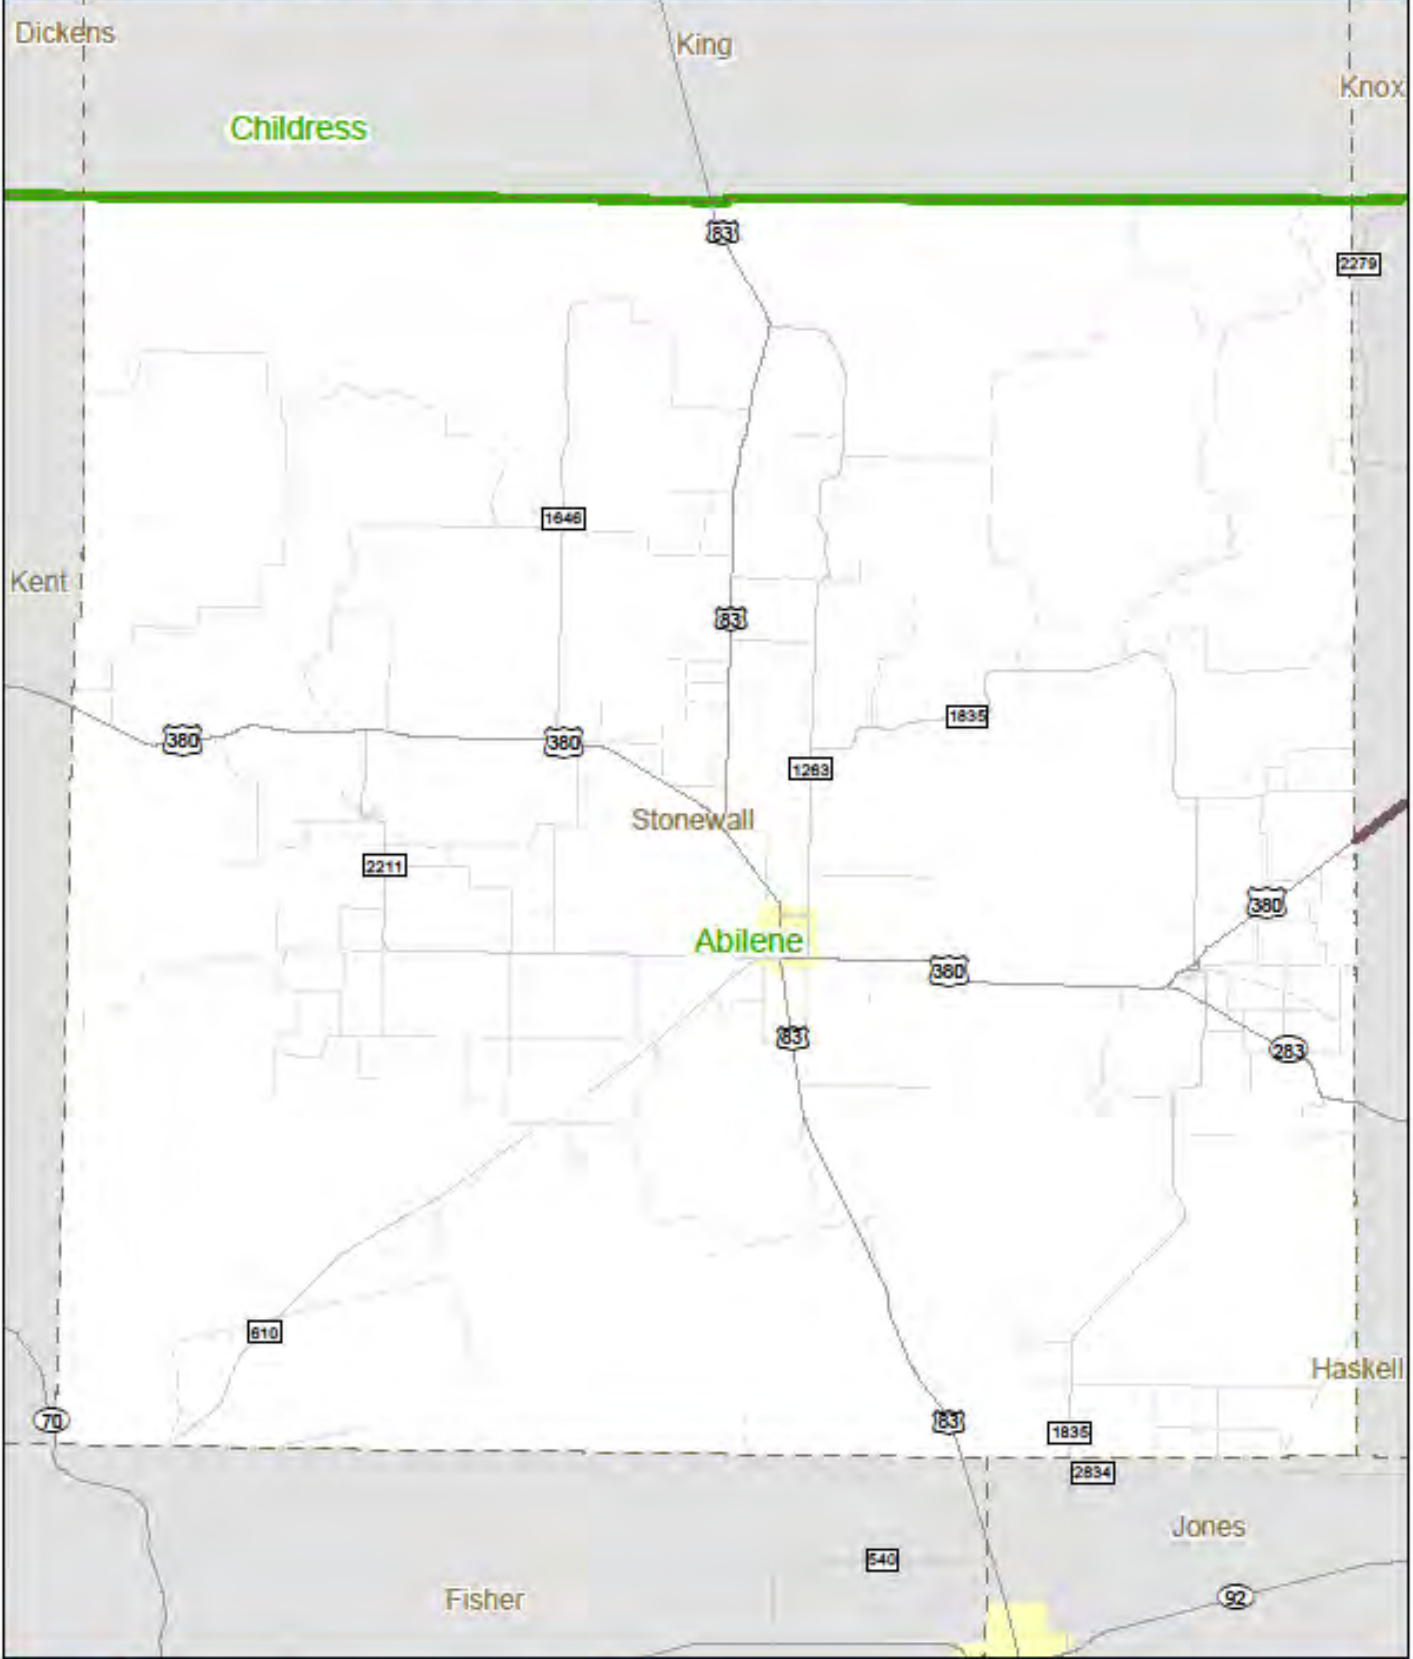 Dickens
King
Knox
Childress
83
2279
1646
Kent
83
1835
380
380
1263
Stonewall
2211
380
Abilene
380
83
283
610
Haskell
70
83
1835
2834
Jones
540
92
Fisher